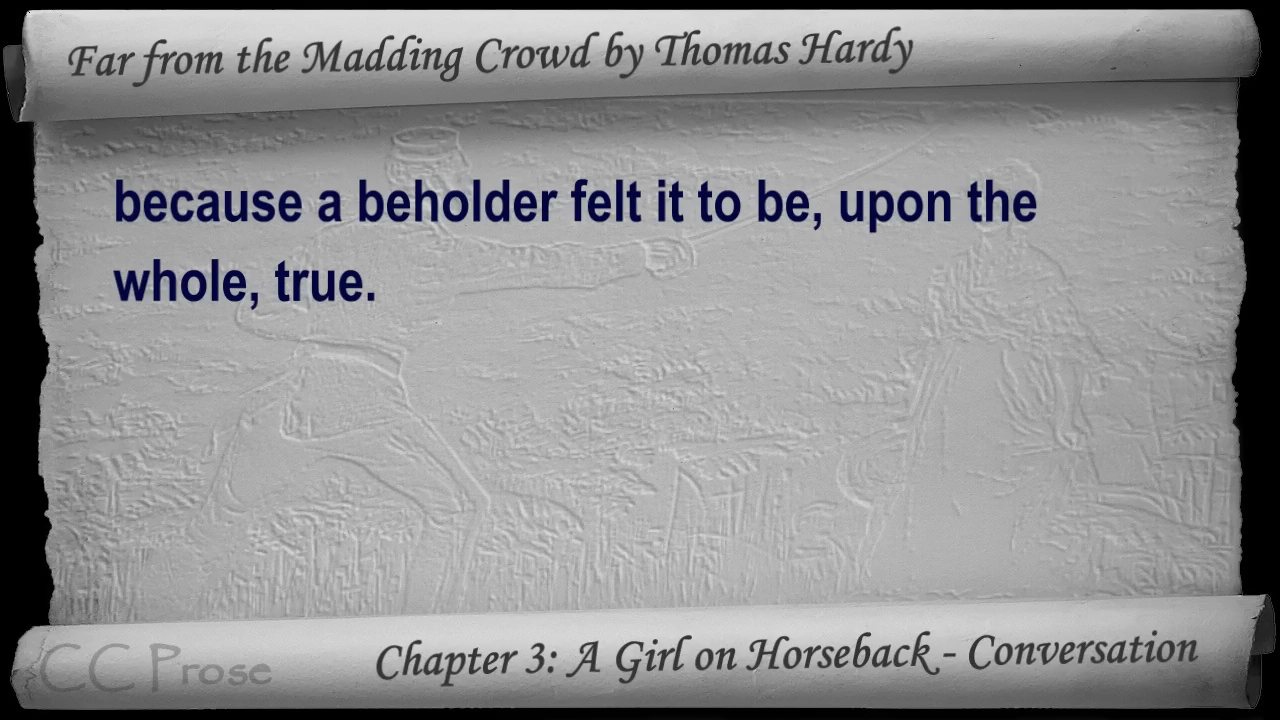 Far from the Madding Crowd by Thomas Hardy
because a beholder felt it to be, upon the
whole, true.
CC Prose
Chapter 3: A Girl on Horseback - Conversation